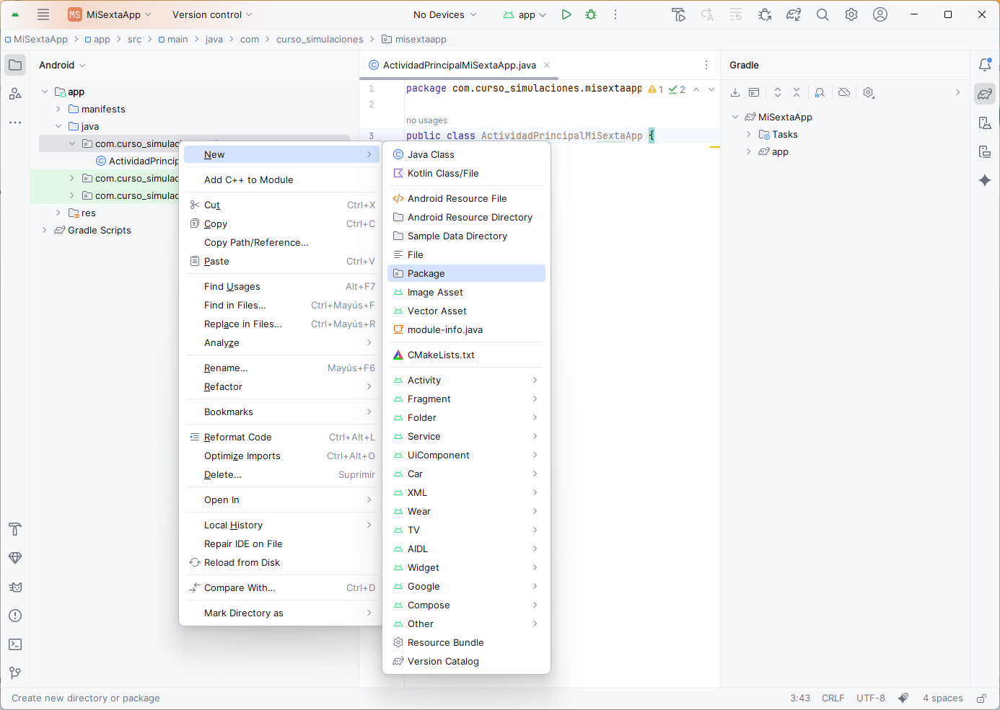 MS MiSextaApp Version control No Devices app
MiSextaApp app src main java com curso_simulaciones misextaapp
Android
app
manifests
java
com.curso_simulac
ActividadPrincip
com.curso_simulac
com.curso_simulac
res
Gradle Scripts
ActividadPrincipalMiSextaApp.java
1 package com.curso_simulaciones.misextaapp 1 2
2
no usages
3 public class ActividadPrincipalMiSextaApp {
Gradle
MiSextaApp
Tasks
app
New
Add C++ to Module
Cut Ctrl+X
Copy Ctrl+C
Copy Path/Reference...
Paste Ctrl+V
Find Usages Alt+F7
Find in Files... Ctrl+Mayús+F
Replace in Files... Ctrl+Mayús+R
Analyze
Rename... Mayús+F6
Refactor
Bookmarks
Reformat Code Ctrl+Alt+L
Optimize Imports Ctrl+Alt+O
Delete... Suprimir
Open In
Local History
Repair IDE on File
Reload from Disk
Compare With... Ctrl+D
Mark Directory as
Java Class
Kotlin Class/File
Android Resource File
Android Resource Directory
Sample Data Directory
File
Package
Image Asset
Vector Asset
module-info.java
CMakeLists.txt
Activity
Fragment
Folder
Service
UiComponent
Car
XML
Wear
TV
AIDL
Widget
Google
Compose
Other
Resource Bundle
Version Catalog
Create new directory or package 3:43 CRLF UTF-8 4 spaces